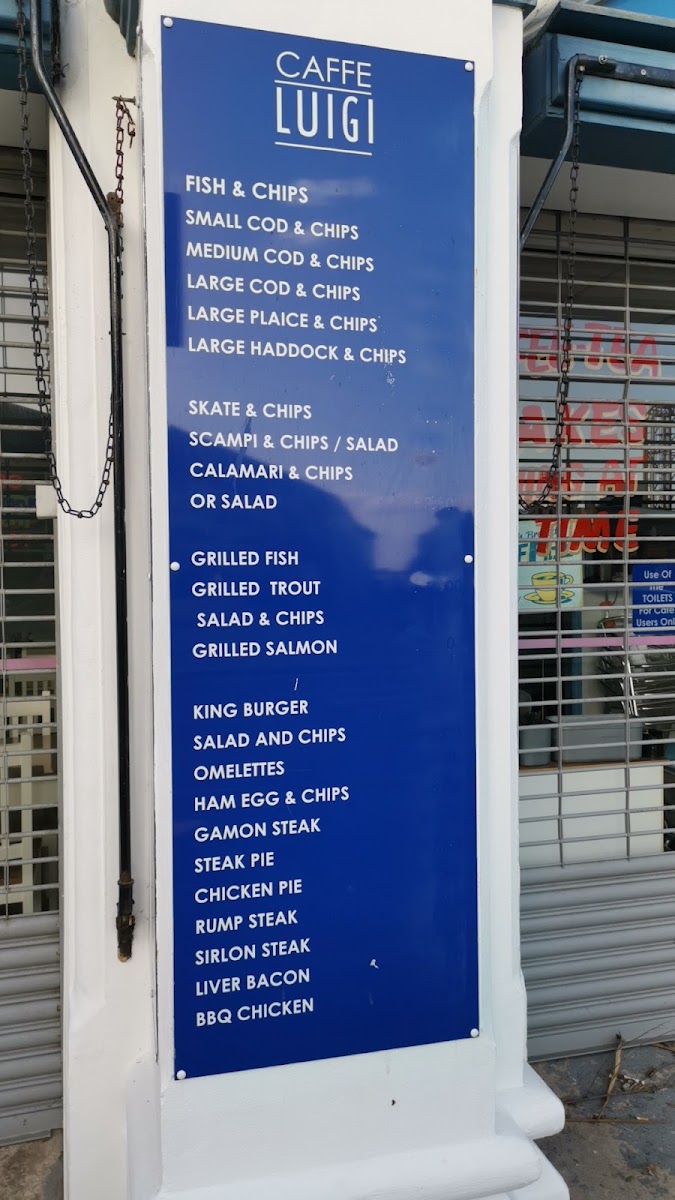 CAFFE
LUIGI
FISH & CHIPS
SMALL COD & CHIPS
MEDIUM COD & CHIPS
LARGE COD & CHIPS
LARGE PLAICE & CHIPS
LARGE HADDOCK & CHIPS
SKATE & CHIPS
SCAMPI & CHIPS / SALAD
CALAMARI & CHIPS
OR SALAD
GRILLED FISH
GRILLED TROUT
SALAD & CHIPS
GRILLED SALMON
KING BURGER
SALAD AND CHIPS
OMELETTES
HAM EGG & CHIPS
GAMON STEAK
STEAK PIE
CHICKEN PIE
RUMP STEAK
SIRLON STEAK
LIVER BACON
BBQ CHICKEN
AT
TIME
Use Of
The
TOILETS
For Cafe
Users Only